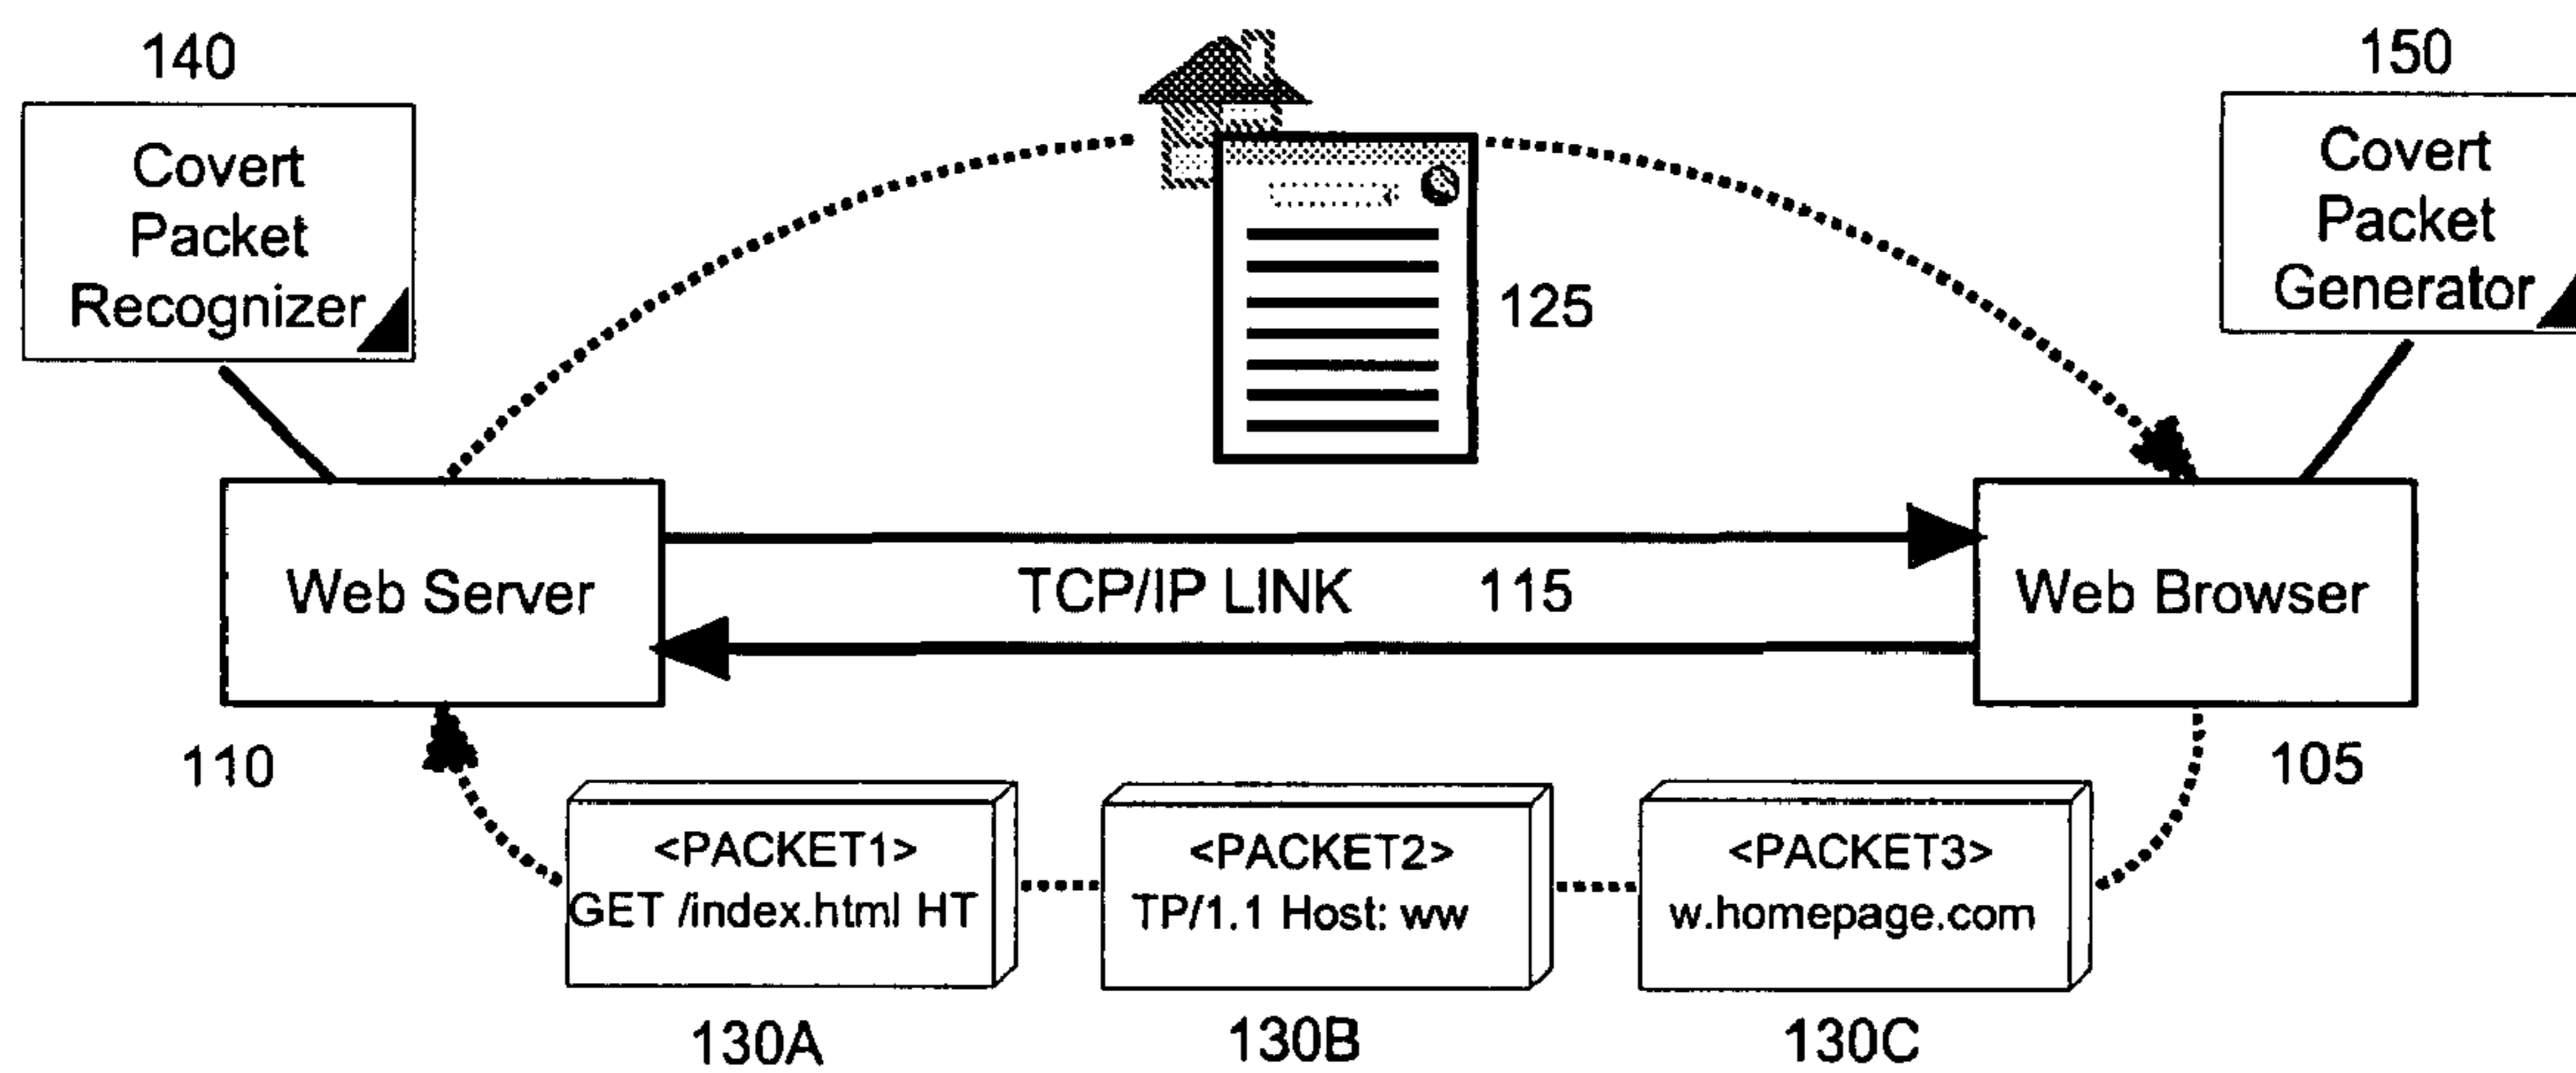 140
150
Covert
Packet
Recognizer
Covert
Packet
Generator
125
Web Server
TCP/IP LINK 115
Web Browser
110
105
<PACKET1>
GET /index.html HT
<PACKET2>
TP/1.1 Host: ww
<PACKET3>
w.homepage.com
130A
130B
130C